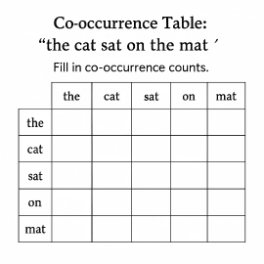 Co-occurrence Table:
“the cat sat on the mat ′
Fill in co-occurrence counts.
the cat sat on mat
the
cat
sat
on
mat